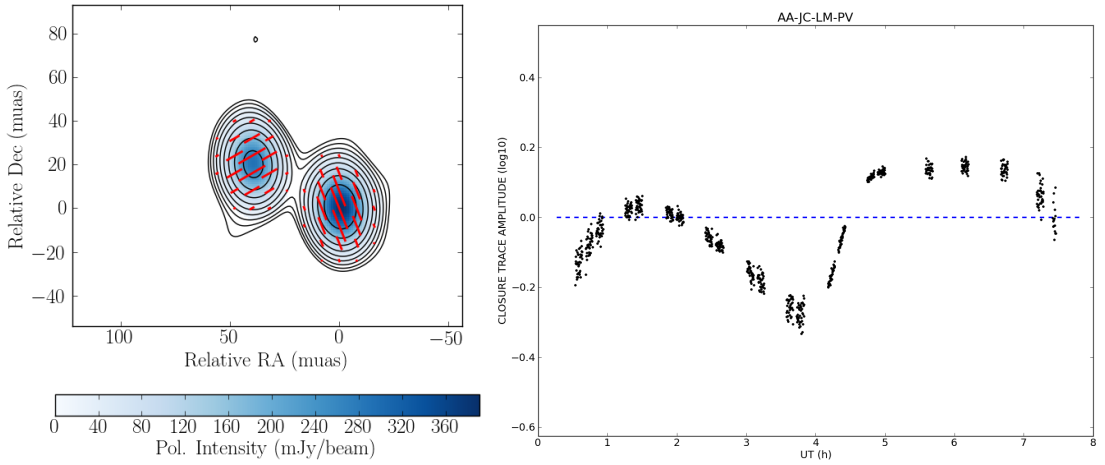 80
60
40
20
0
−20
−40
Relative Dec (muas)
100 50 0 −50
Relative RA (muas)
0 40 80 120 160 200 240 280 320 360
Pol. Intensity (mJy/beam)
AA-JC-LM-PV
0.4
0.2
0.0
−0.2
−0.4
−0.6
CLOSURE TRACE AMPLITUDE (log10)
0 1 2 3 4 5 6 7 8
UT (h)